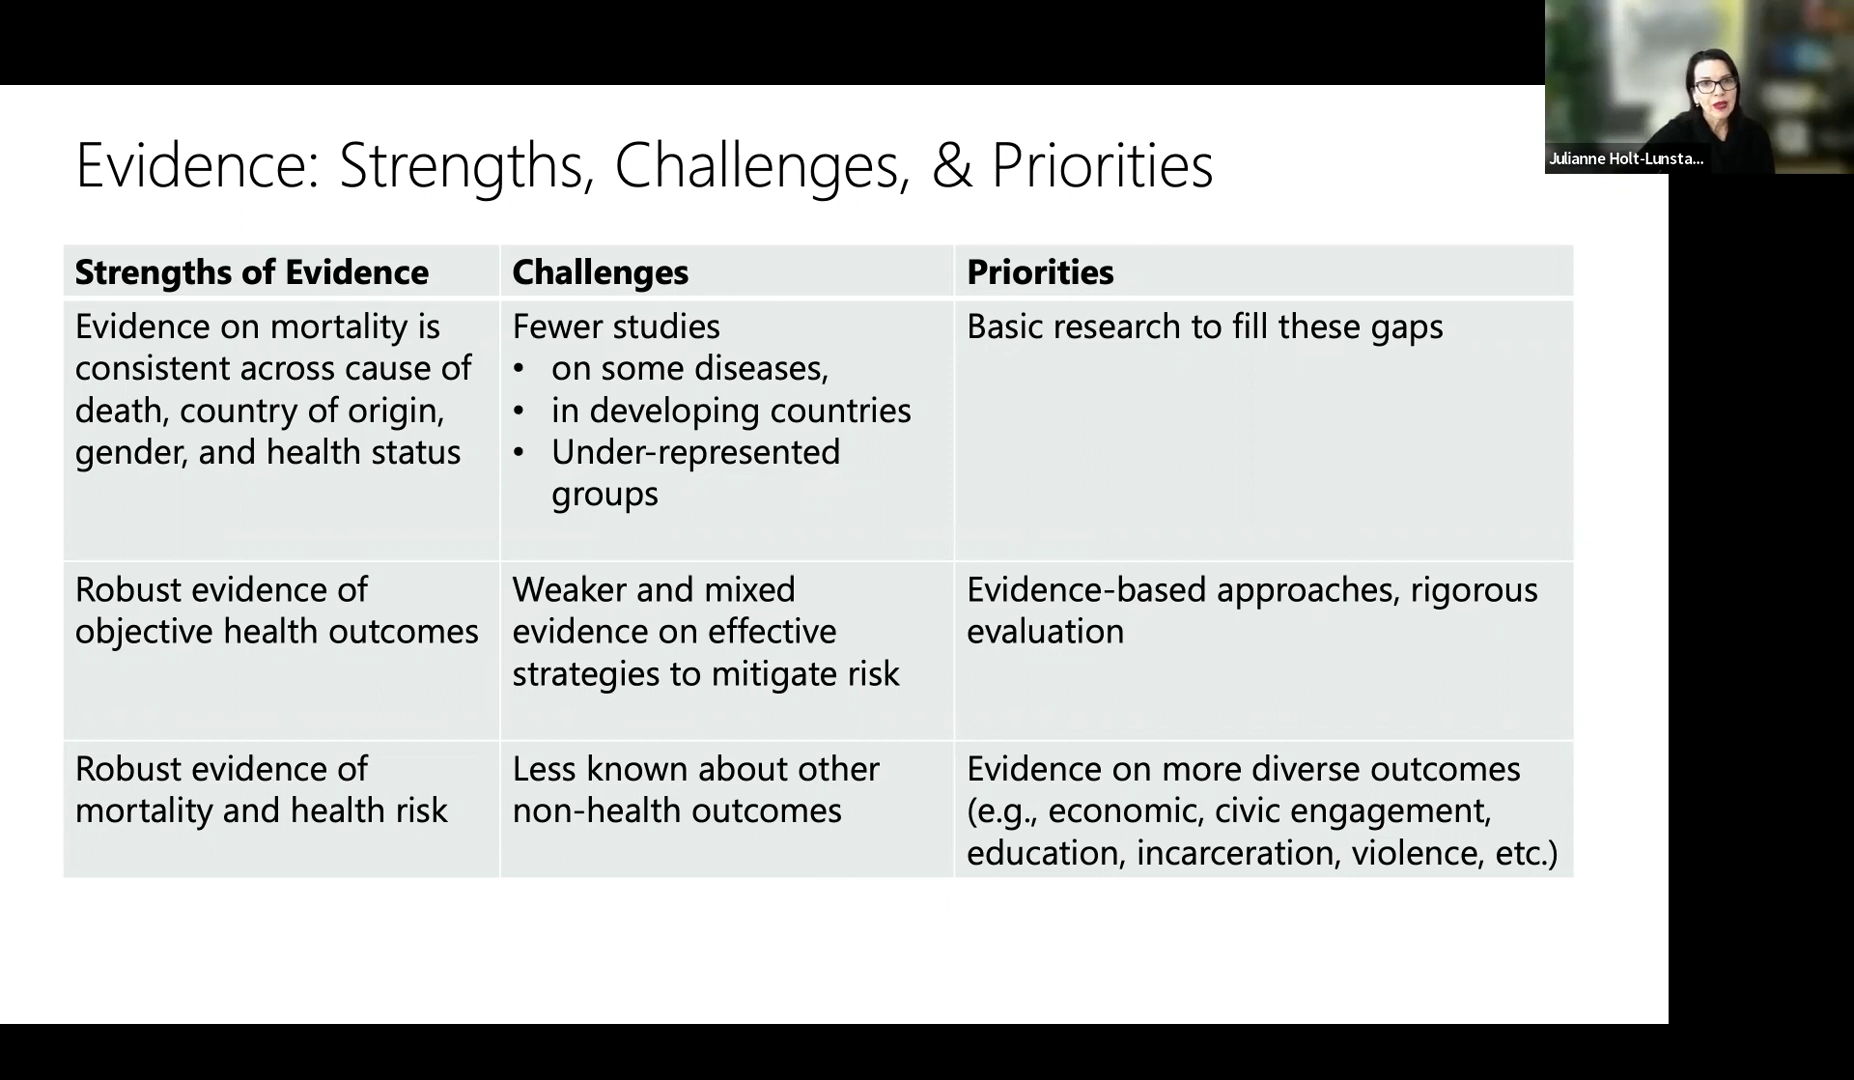 Julianne Holt-Lunsta...
Evidence: Strengths, Challenges, & Priorities
Strengths of Evidence
Challenges
Priorities
Evidence on mortality is
consistent across cause of
death, country of origin,
gender, and health status
Fewer studies
• on some diseases,
• in developing countries
• Under-represented
groups
Basic research to fill these gaps
Robust evidence of
objective health outcomes
Weaker and mixed
evidence on effective
strategies to mitigate risk
Evidence-based approaches, rigorous
evaluation
Robust evidence of
mortality and health risk
Less known about other
non-health outcomes
Evidence on more diverse outcomes
(e.g., economic, civic engagement,
education, incarceration, violence, etc.)